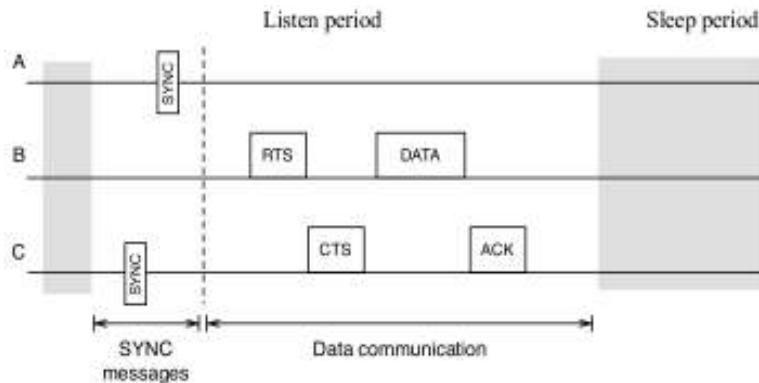 Listen period
Sleep period
A
SYNC
B
RTS
DATA
C
SYNC
CTS
ACK
SYNC
messages
Data communication